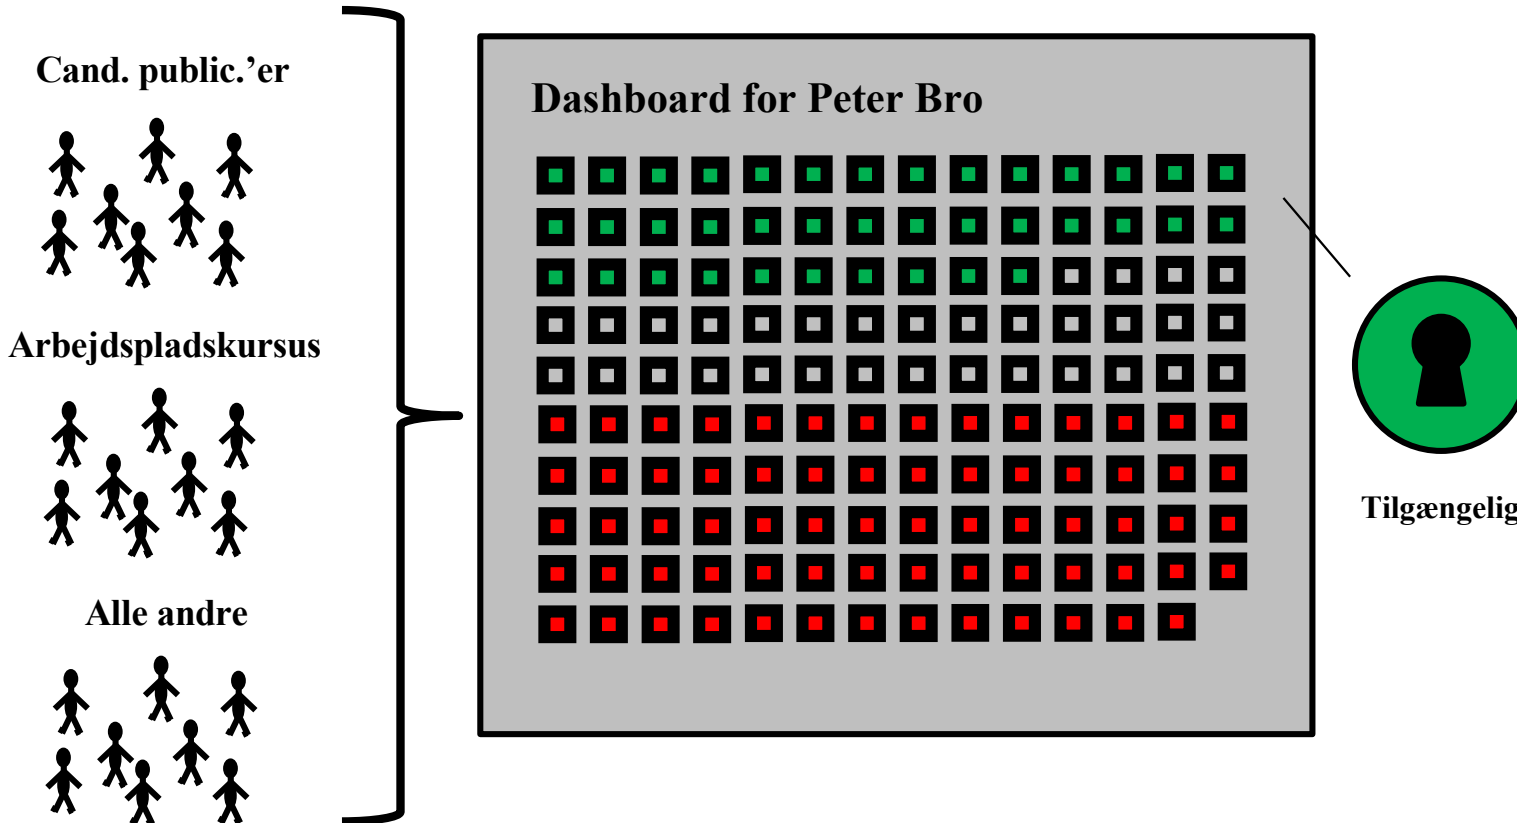 Cand. public.’er
Dashboard for Peter Bro
Arbejdspladskursus
Tilgængelig
Alle andre